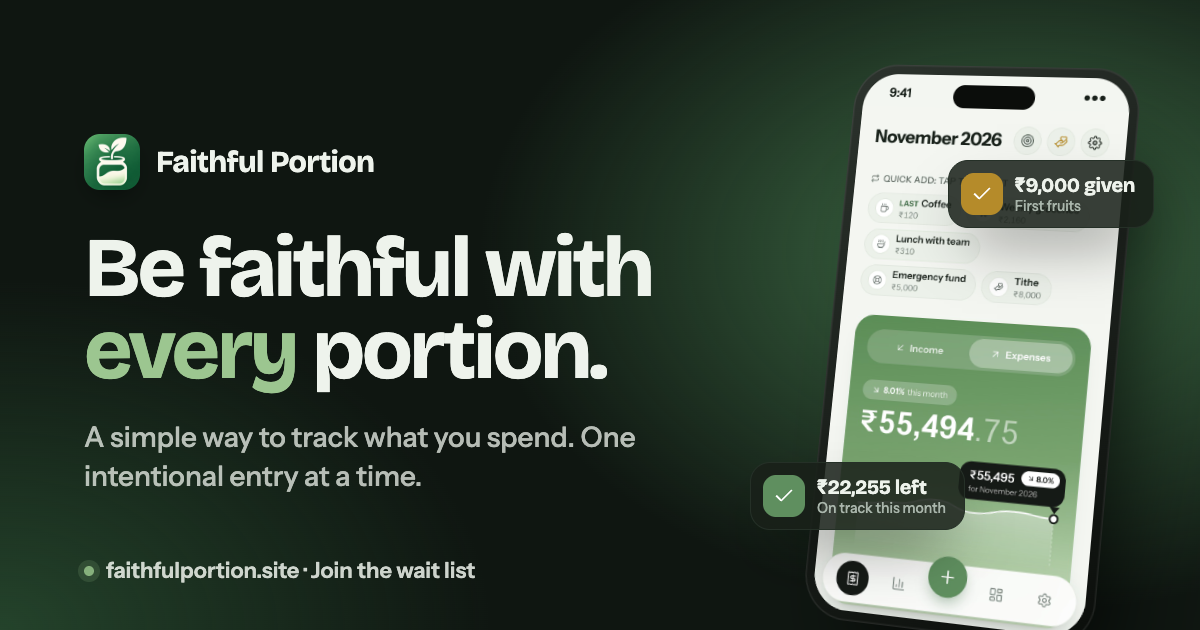 Faithful Portion
Be faithful with
every portion.
A simple way to track what you spend. One
intentional entry at a time.
faithfulportion.site · Join the wait list
9:41
November 2026
QUICK ADD:
LAST Coffee
₹120
Lunch with team
₹310
Emergency fund
₹5,000
Tithe
₹8,000
₹9,000 given
First fruits
Income
Expenses
8.01% this month
₹55,494.75
₹55,495
8.0%
for November 2026
₹22,255 left
On track this month